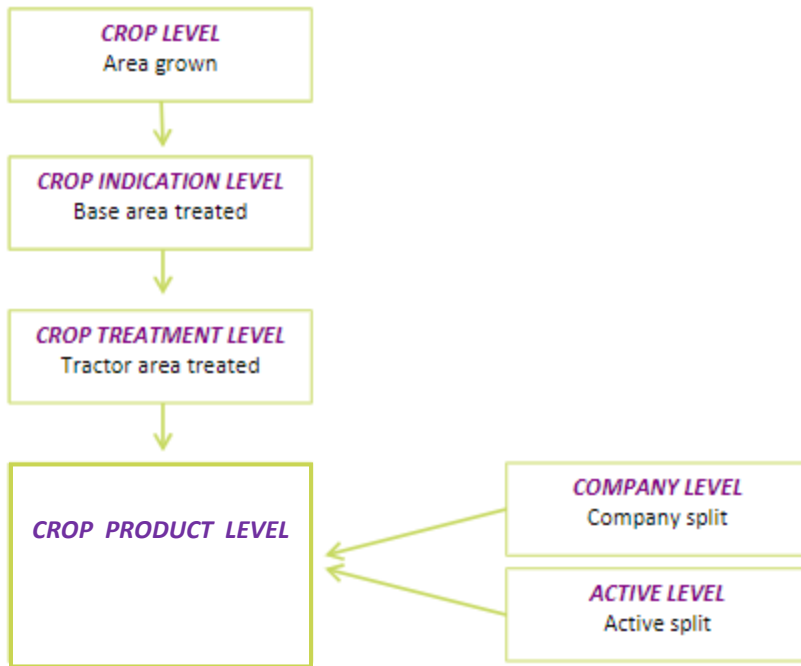 CROP LEVEL
Area grown
CROP INDICATION LEVEL
Base area treated
CROP TREATMENT LEVEL
Tractor area treated
CROP PRODUCT LEVEL
COMPANY LEVEL
Company split
ACTIVE LEVEL
Active split